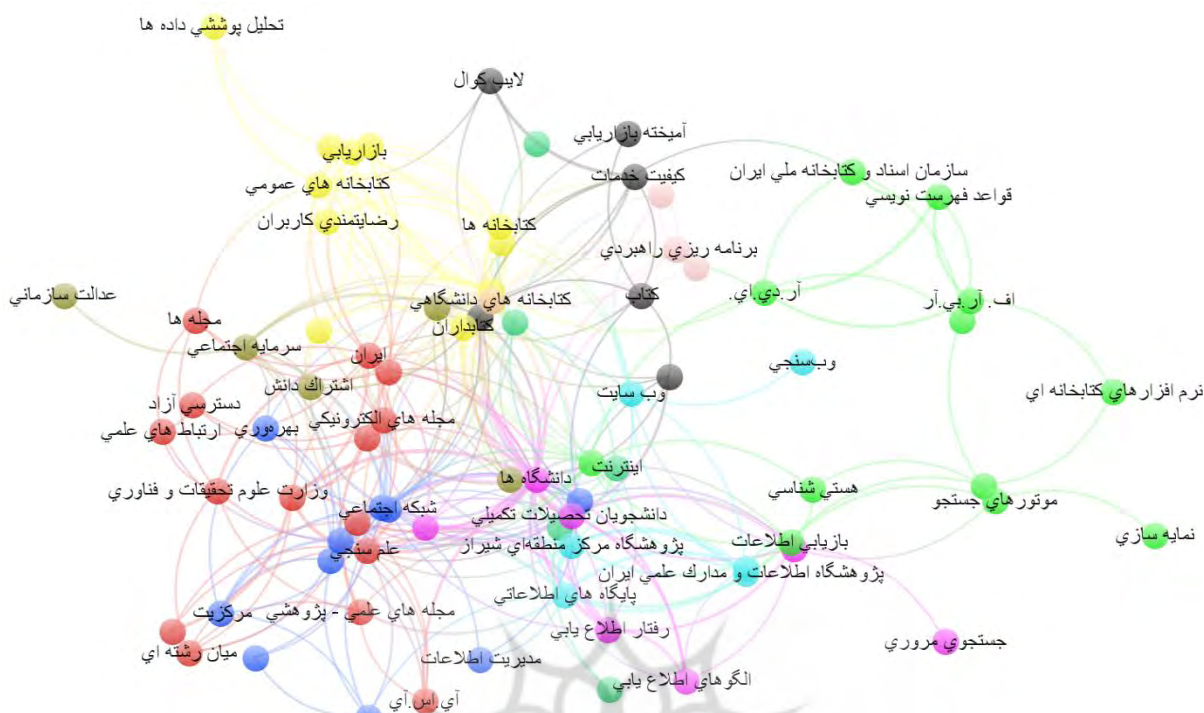 تحليل پوششي داده ها
لايب كوال
آميخته بازاريابي
بازاريابي
كيفيت خدمات
سازمان اسناد و كتابخانه ملي ايران
كتابخانه هاي عمومي
قواعد فهرست نويسي
رضايتمندي كاربران
كتابخانه ها
برنامه ريزي راهبردي
آر.دي.اي.
اف. آر.بي.آر
كتاب
كتابخانه هاي دانشگاهي
عدالت سازماني
مجله ها
كتابداران
سرمايه اجتماعي
ايران
وب‌سنجي
اشتراك دانش
وب سايت
نرم افزارهاي كتابخانه اي
دسترسي آزاد
مجله هاي الكترونيكي
بهره‌وري
ارتباط هاي علمي
اينترنت
دانشگاه ها
هستي شناسي
وزارت علوم تحقيقات و فناوري
موتورهاي جستجو
شبكه اجتماعي
دانشجويان تحصيلات تكميلي
نمايه سازي
بازيابي اطلاعات
علم سنجي
پژوهشگاه مركز منطقه‌اي شيراز
پژوهشگاه اطلاعات و مدارك علمي ايران
پايگاه هاي اطلاعاتي
مجله هاي علمي - پژوهشي
مركزيت
رفتار اطلاع يابي
جستجوي مروري
ميان رشته اي
مديريت اطلاعات
الگوهاي اطلاع يابي
آي.اس.آي